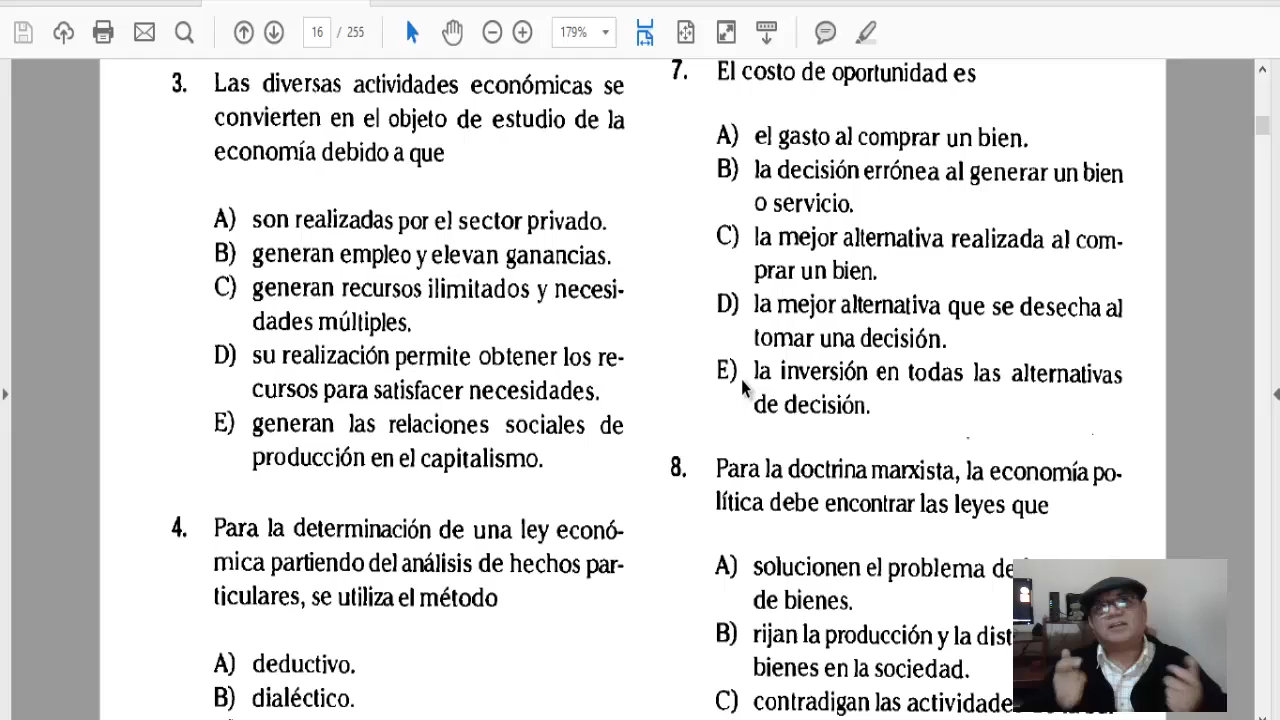 16 / 255
179%
3. Las diversas actividades económicas se
convierten en el objeto de estudio de la
economía debido a que
A) son realizadas por el sector privado.
B) generan empleo y elevan ganancias.
C) generan recursos ilimitados y necesi-
dades múltiples.
D) su realización permite obtener los re-
cursos para satisfacer necesidades.
E) generan las relaciones sociales de
producción en el capitalismo.
4. Para la determinación de una ley econó-
mica partiendo del análisis de hechos par-
ticulares, se utiliza el método
A) deductivo.
B) dialéctico.
7. El costo de oportunidad es
A) el gasto al comprar un bien.
B) la decisión errónea al generar un bien
o servicio.
C) la mejor alternativa realizada al com-
prar un bien.
D) la mejor alternativa que se desecha al
tomar una decisión.
E) la inversión en todas las alternativas
de decisión.
8. Para la doctrina marxista, la economía po-
lítica debe encontrar las leyes que
A) solucionen el problema de
de bienes.
B) rijan la producción y la
bienes en la sociedad.
C) contradigan las